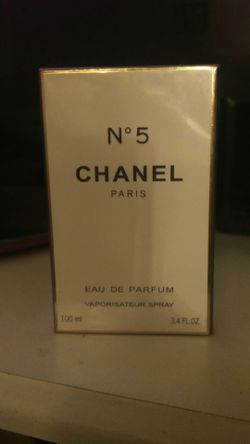 N°5
CHANEL
PARIS
EAU DE PARFUM
VAPORISATEUR SPRAY
100 ml 3.4 FL.OZ.